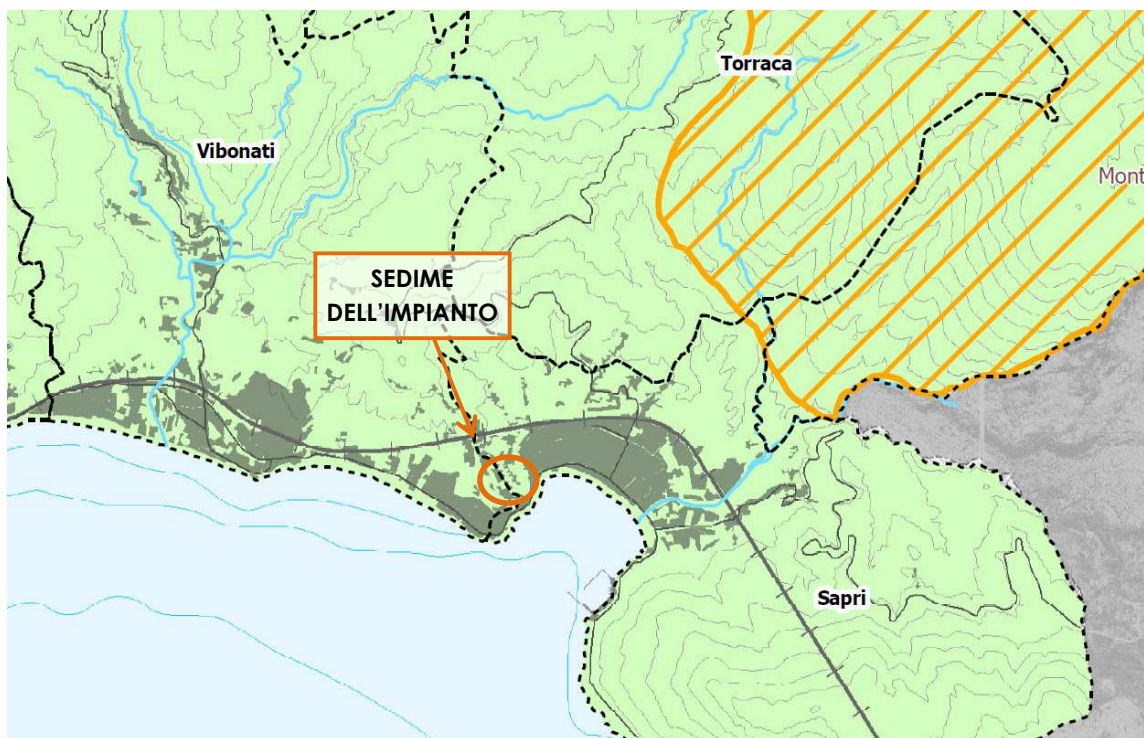 Torraca
Vibonati
Mont
SEDIME
DELL'IMPIANTO
Sapri